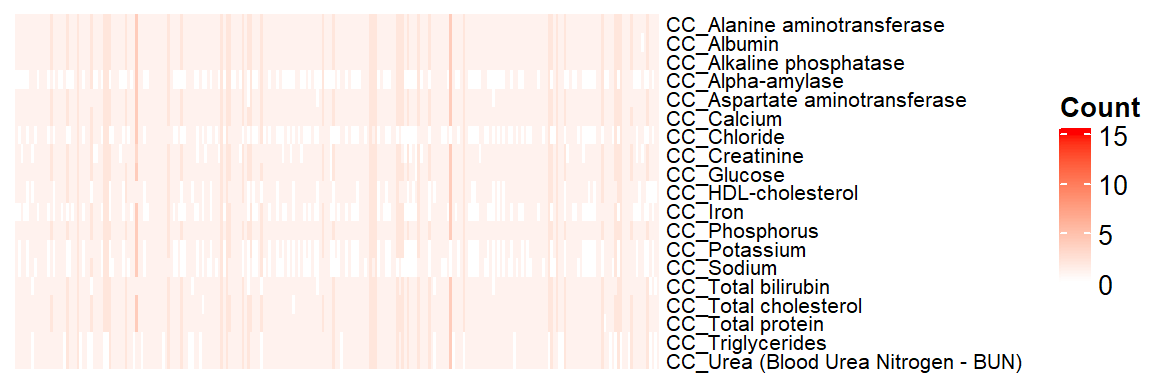 CC_Alanine aminotransferase
CC_Albumin
CC_Alkaline phosphatase
CC_Alpha-amylase
CC_Aspartate aminotransferase
CC_Calcium
CC_Chloride
CC_Creatinine
CC_Glucose
CC_HDL-cholesterol
CC_Iron
CC_Phosphorus
CC_Potassium
CC_Sodium
CC_Total bilirubin
CC_Total cholesterol
CC_Total protein
CC_Triglycerides
CC_Urea (Blood Urea Nitrogen - BUN)
Count
15
10
5
0